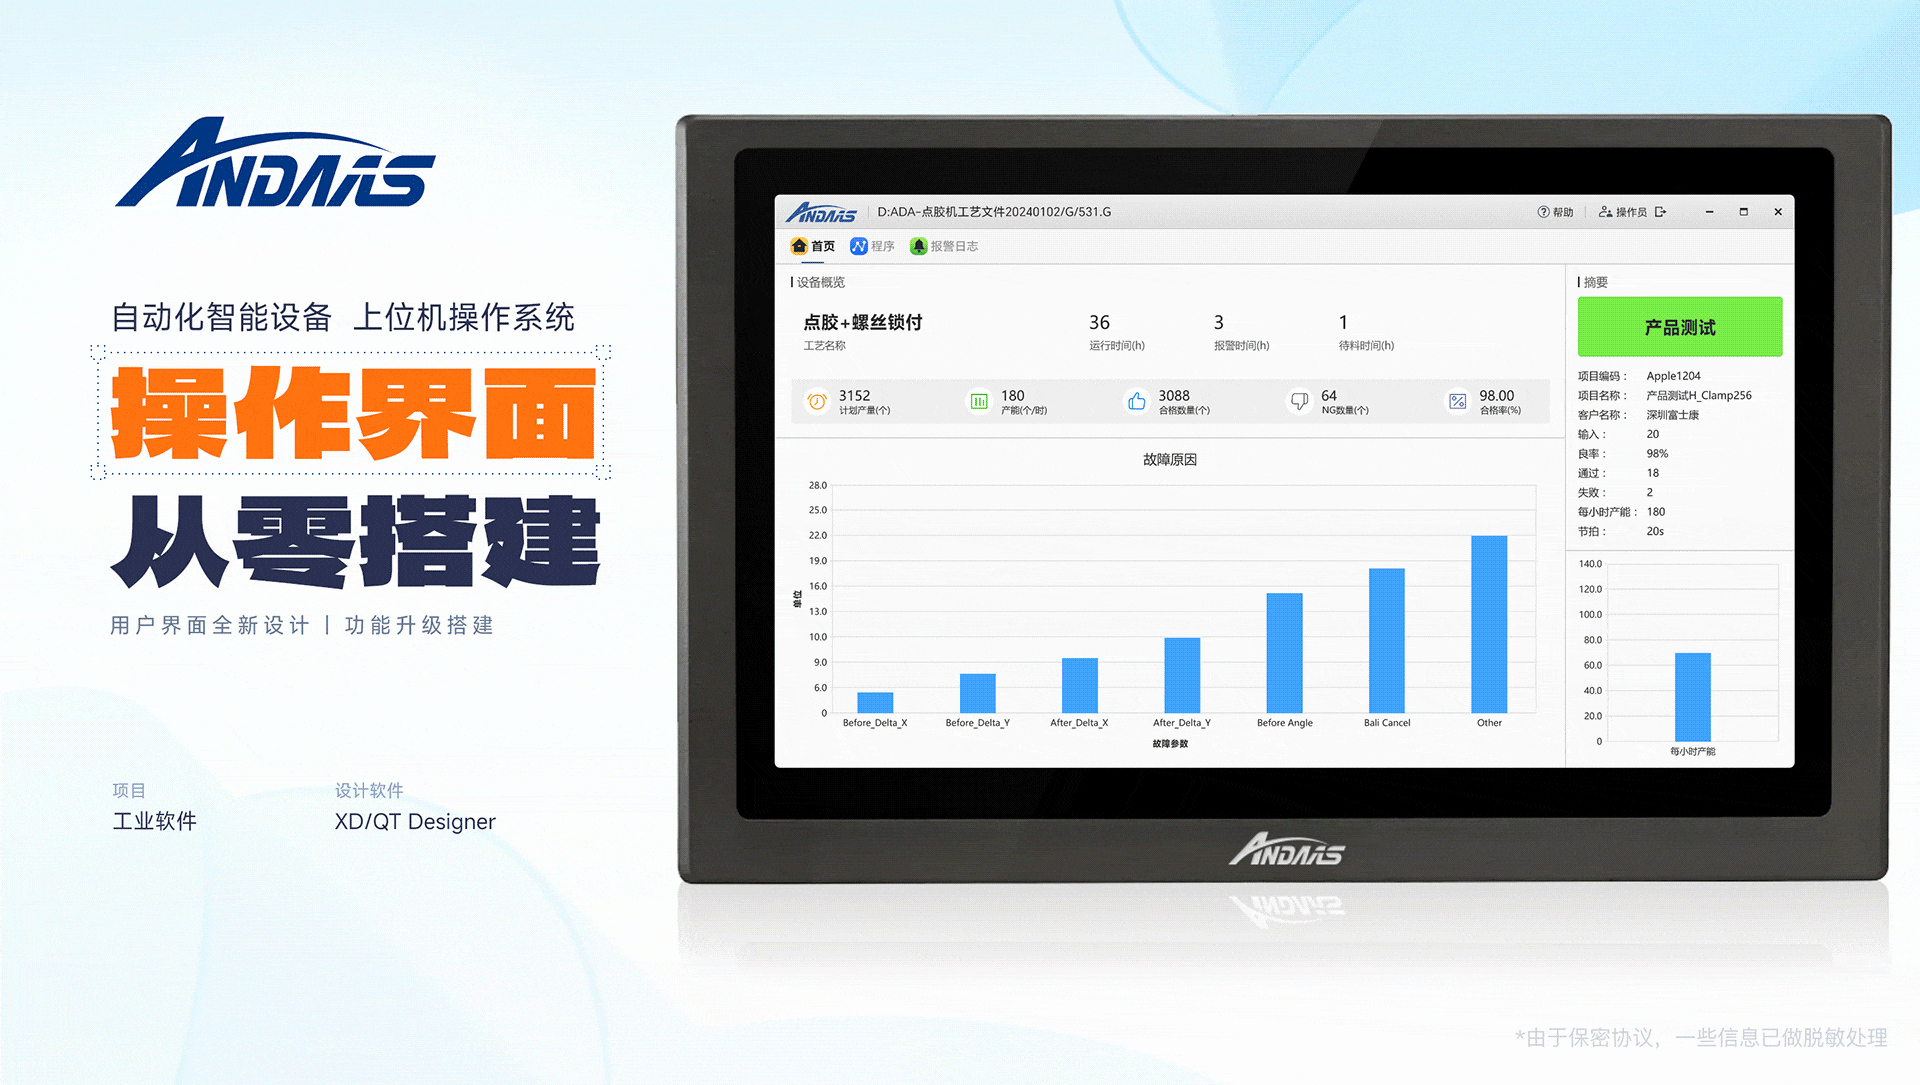 ANDAAS
自动化智能设备 上位机操作系统
操作界面
从零搭建
用户界面全新设计丨功能升级搭建
项目
工业软件
设计软件
XD/QT Designer
ANDAAS
D:ADA-点胶机工艺文件20240102/G/531.G
帮助
操作员
首页
程序
报警日志
设备概览
点胶+螺丝锁付
工艺名称
36
运行时间(h)
3
报警时间(h)
1
待料时间(h)
3152
计划产量(个)
180
产能(个/时)
3088
合格数量(个)
64
NG数量(个)
98.00
合格率(%)
故障原因
28.0
25.0
22.0
19.0
16.0
13.0
10.0
9.0
6.0
0
单位
Before_Delta_X
Before_Delta_Y
After_Delta_X
After_Delta_Y
Before Angle
Bali Cancel
Other
故障参数
摘要
产品测试
项目编码： Apple1204
项目名称： 产品测试H_Clamp256
客户名称： 深圳富士康
输入： 20
良率： 98%
通过： 18
失败： 2
每小时产能： 180
节拍： 20s
140.0
120.0
100.0
80.0
60.0
40.0
20.0
0
每小时产能
ANDAAS
*由于保密协议，一些信息已做脱敏处理